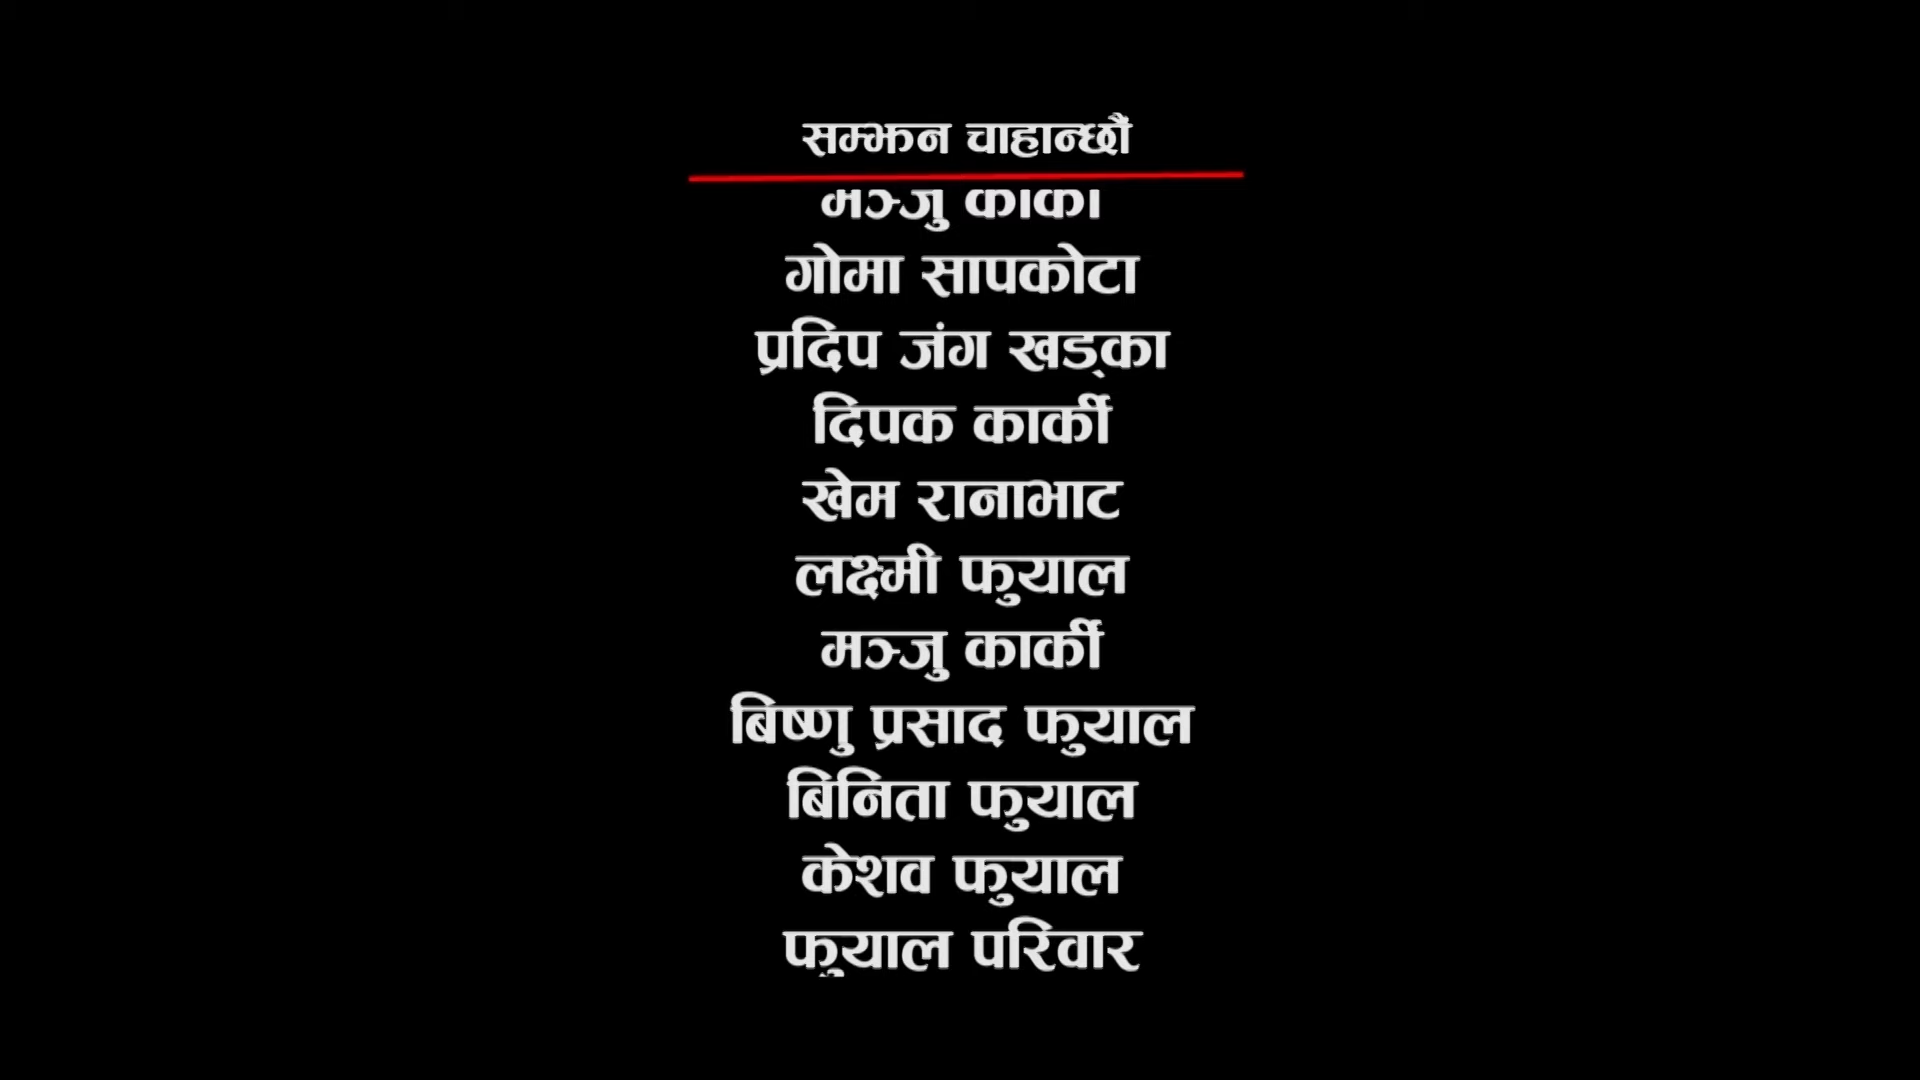 सम्झन चाहान्छौं
मञ्जु कार्की
गोमा सापकोटा
प्रदिप जंग खड्का
दिपक कार्की
खेम रानाभाट
लक्ष्मी फुयाल
मञ्जु कार्की
बिष्णु प्रसाद फुयाल
बिनिता फुयाल
केशव फुयाल
फुयाल परिवार